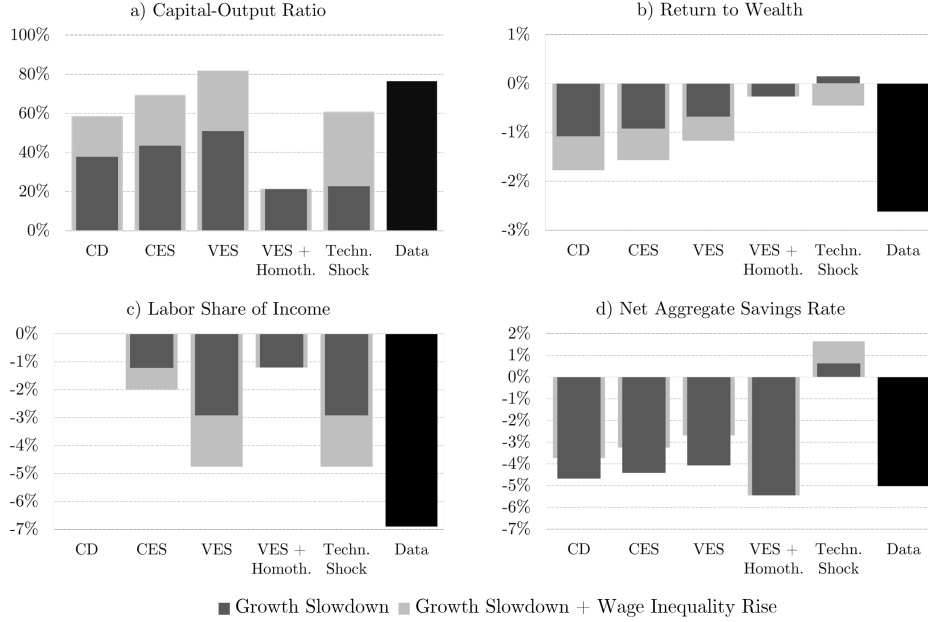 a) Capital-Output Ratio
100%
80%
60%
40%
20%
0%
CD
CES
VES
VES +
Homoth.
Techn.
Shock
Data
b) Return to Wealth
1%
0%
-1%
-2%
-3%
CD
CES
VES
VES +
Homoth.
Techn.
Shock
Data
c) Labor Share of Income
0%
-1%
-2%
-3%
-4%
-5%
-6%
-7%
CD
CES
VES
VES +
Homoth.
Techn.
Shock
Data
d) Net Aggregate Savings Rate
2%
1%
0%
-1%
-2%
-3%
-4%
-5%
-6%
-7%
CD
CES
VES
VES +
Homoth.
Techn.
Shock
Data
Growth Slowdown
Growth Slowdown + Wage Inequality Rise